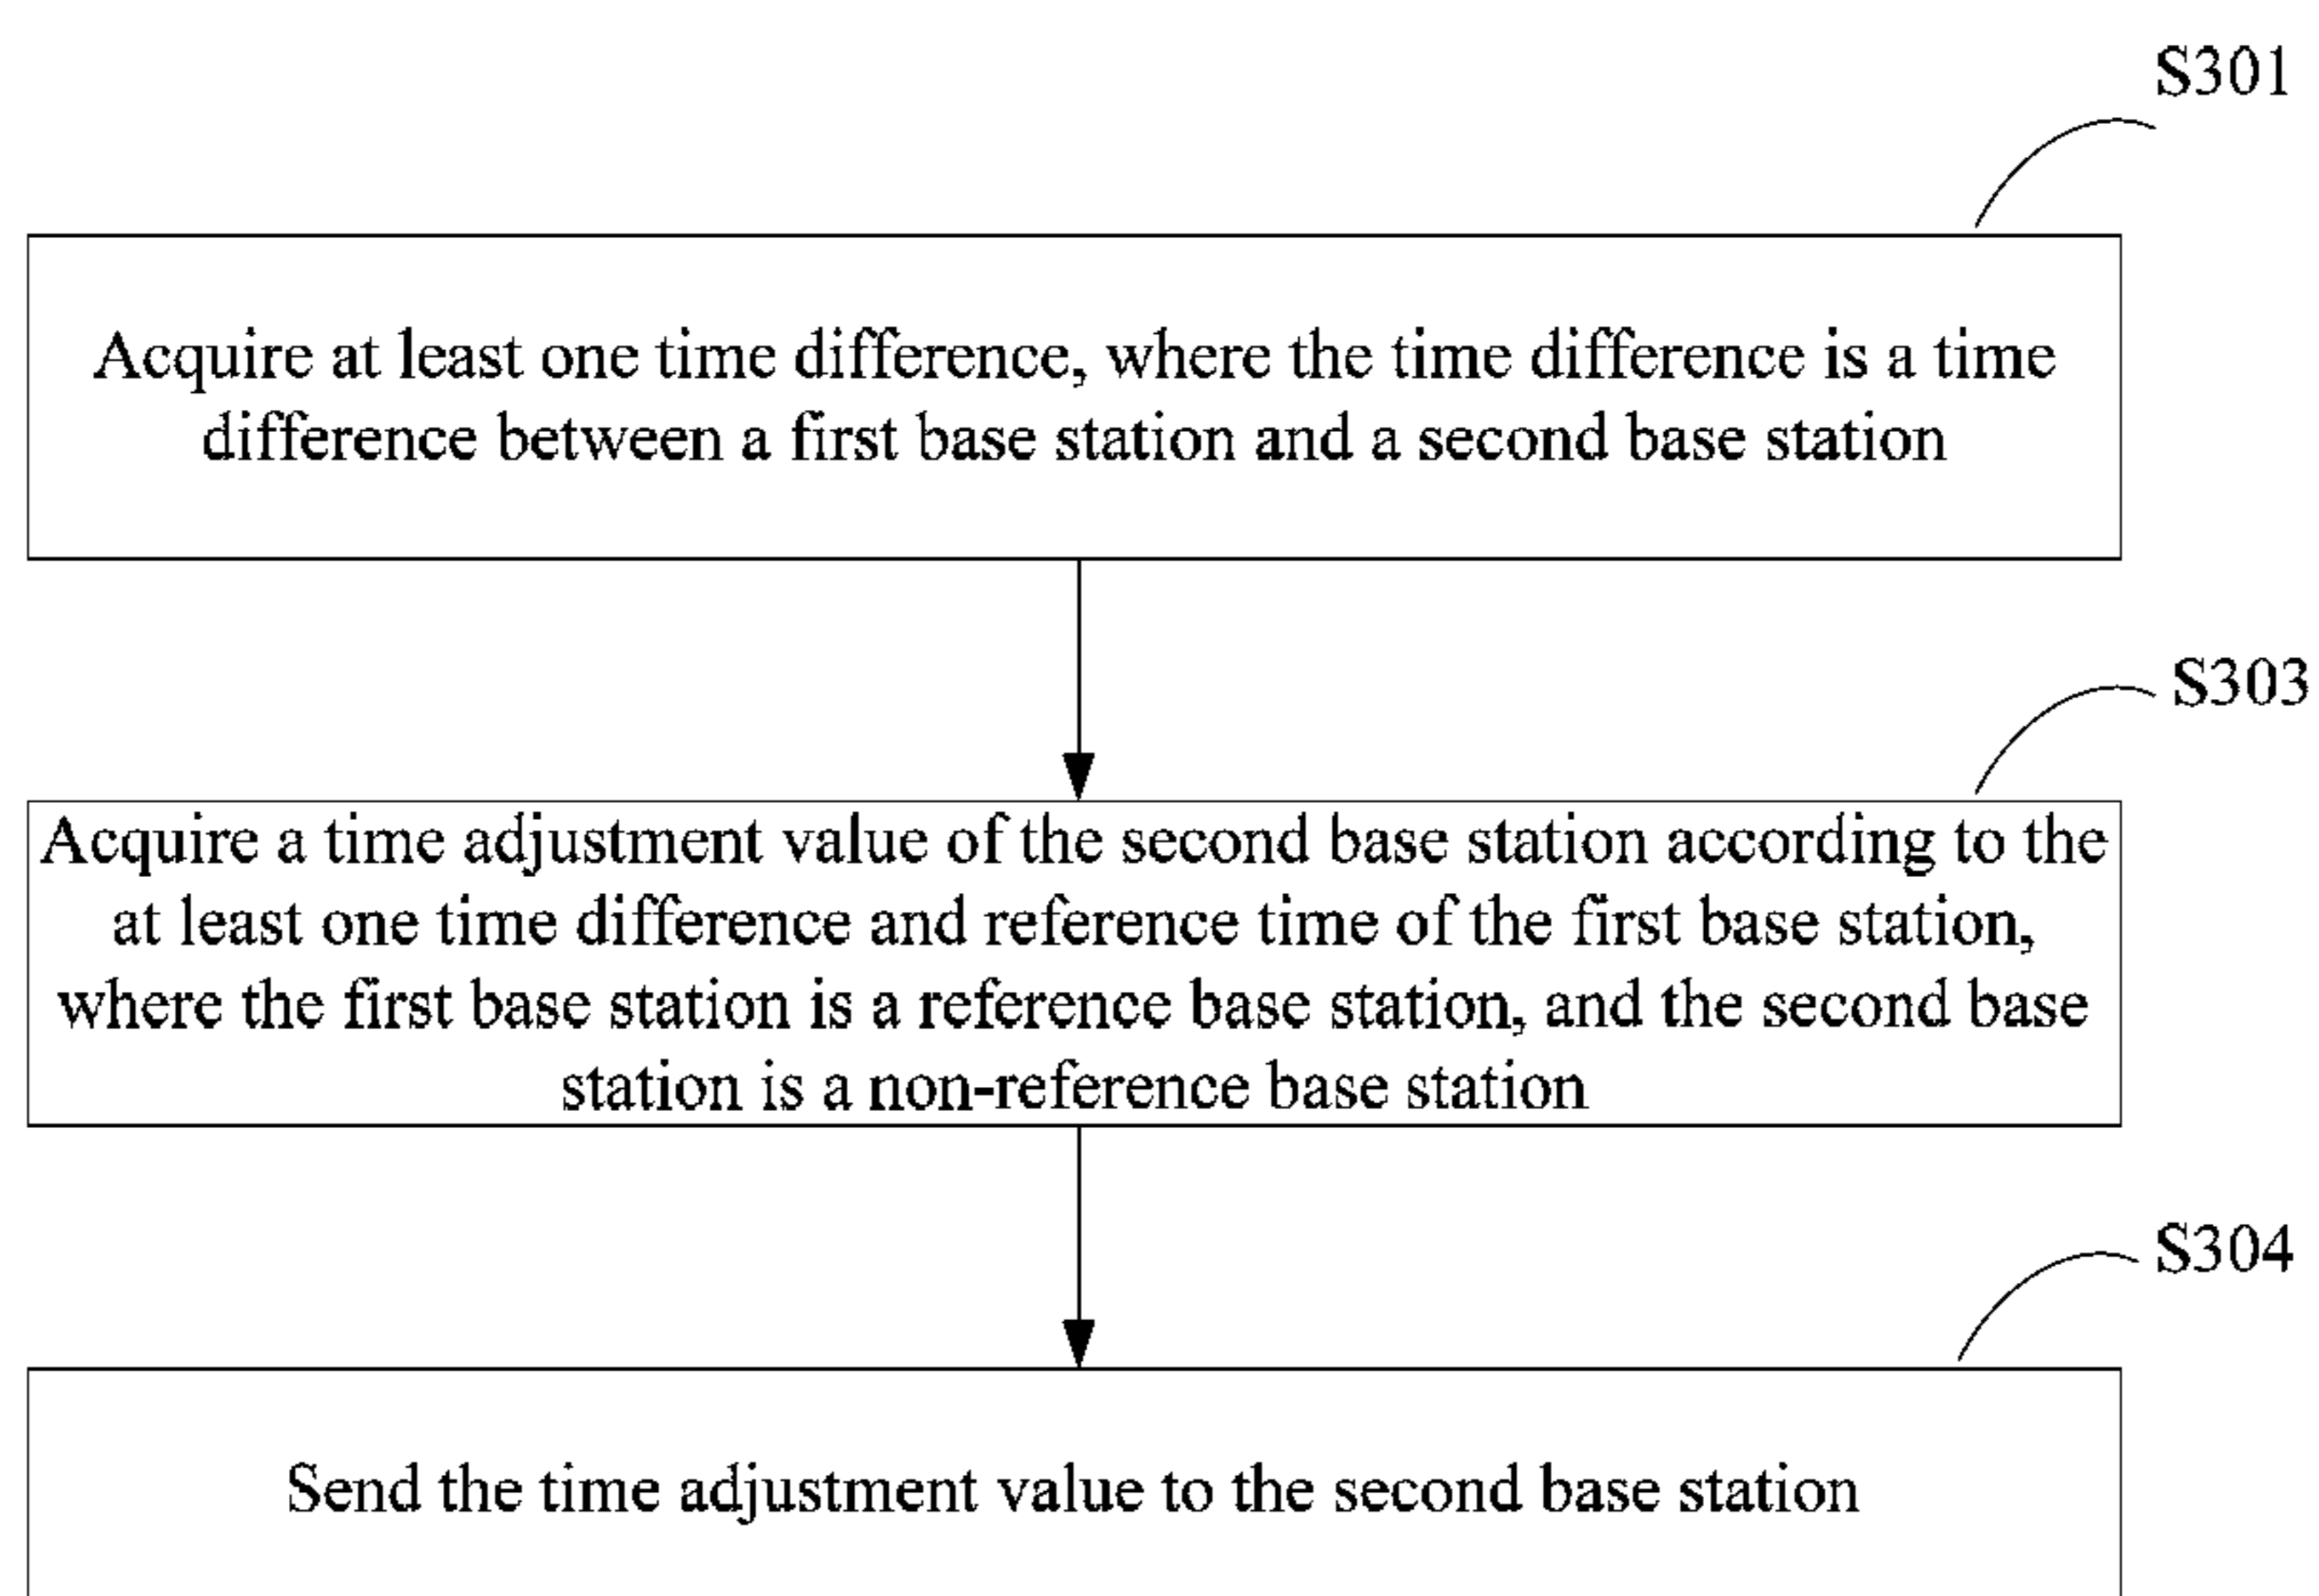 S301
Acquire at least one time difference, where the time difference is a time
difference between a first base station and a second base station
S303
Acquire a time adjustment value of the second base station according to the
at least one time difference and reference time of the first base station,
where the first base station is a reference base station, and the second base
station is a non-reference base station
S304
Send the time adjustment value to the second base station